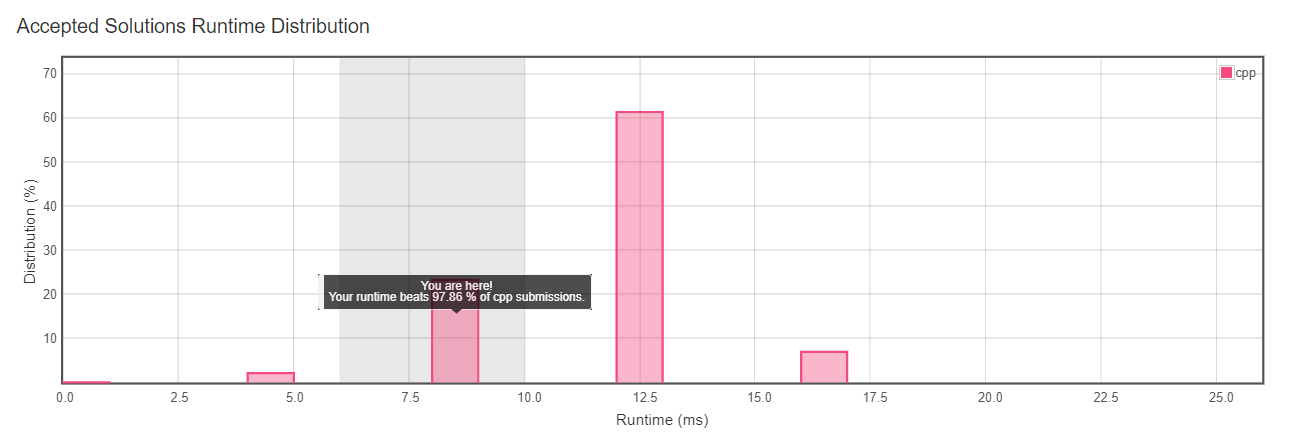 Accepted Solutions Runtime Distribution
cpp
70
60
50
40
30
20
10
Distribution (%)
You are here!
Your runtime beats 97.86 % of cpp submissions.
0.0 2.5 5.0 7.5 10.0 12.5 15.0 17.5 20.0 22.5 25.0
Runtime (ms)